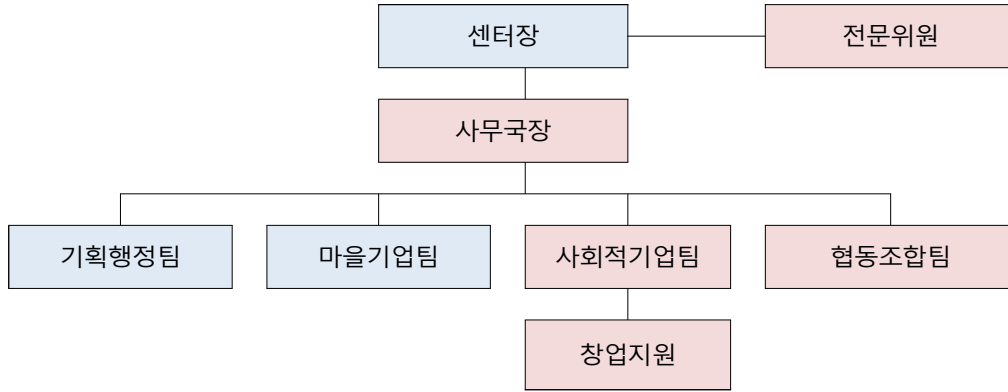 센터장
전문위원
사무국장
기획행정팀
마을기업팀
사회적기업팀
협동조합팀
창업지원